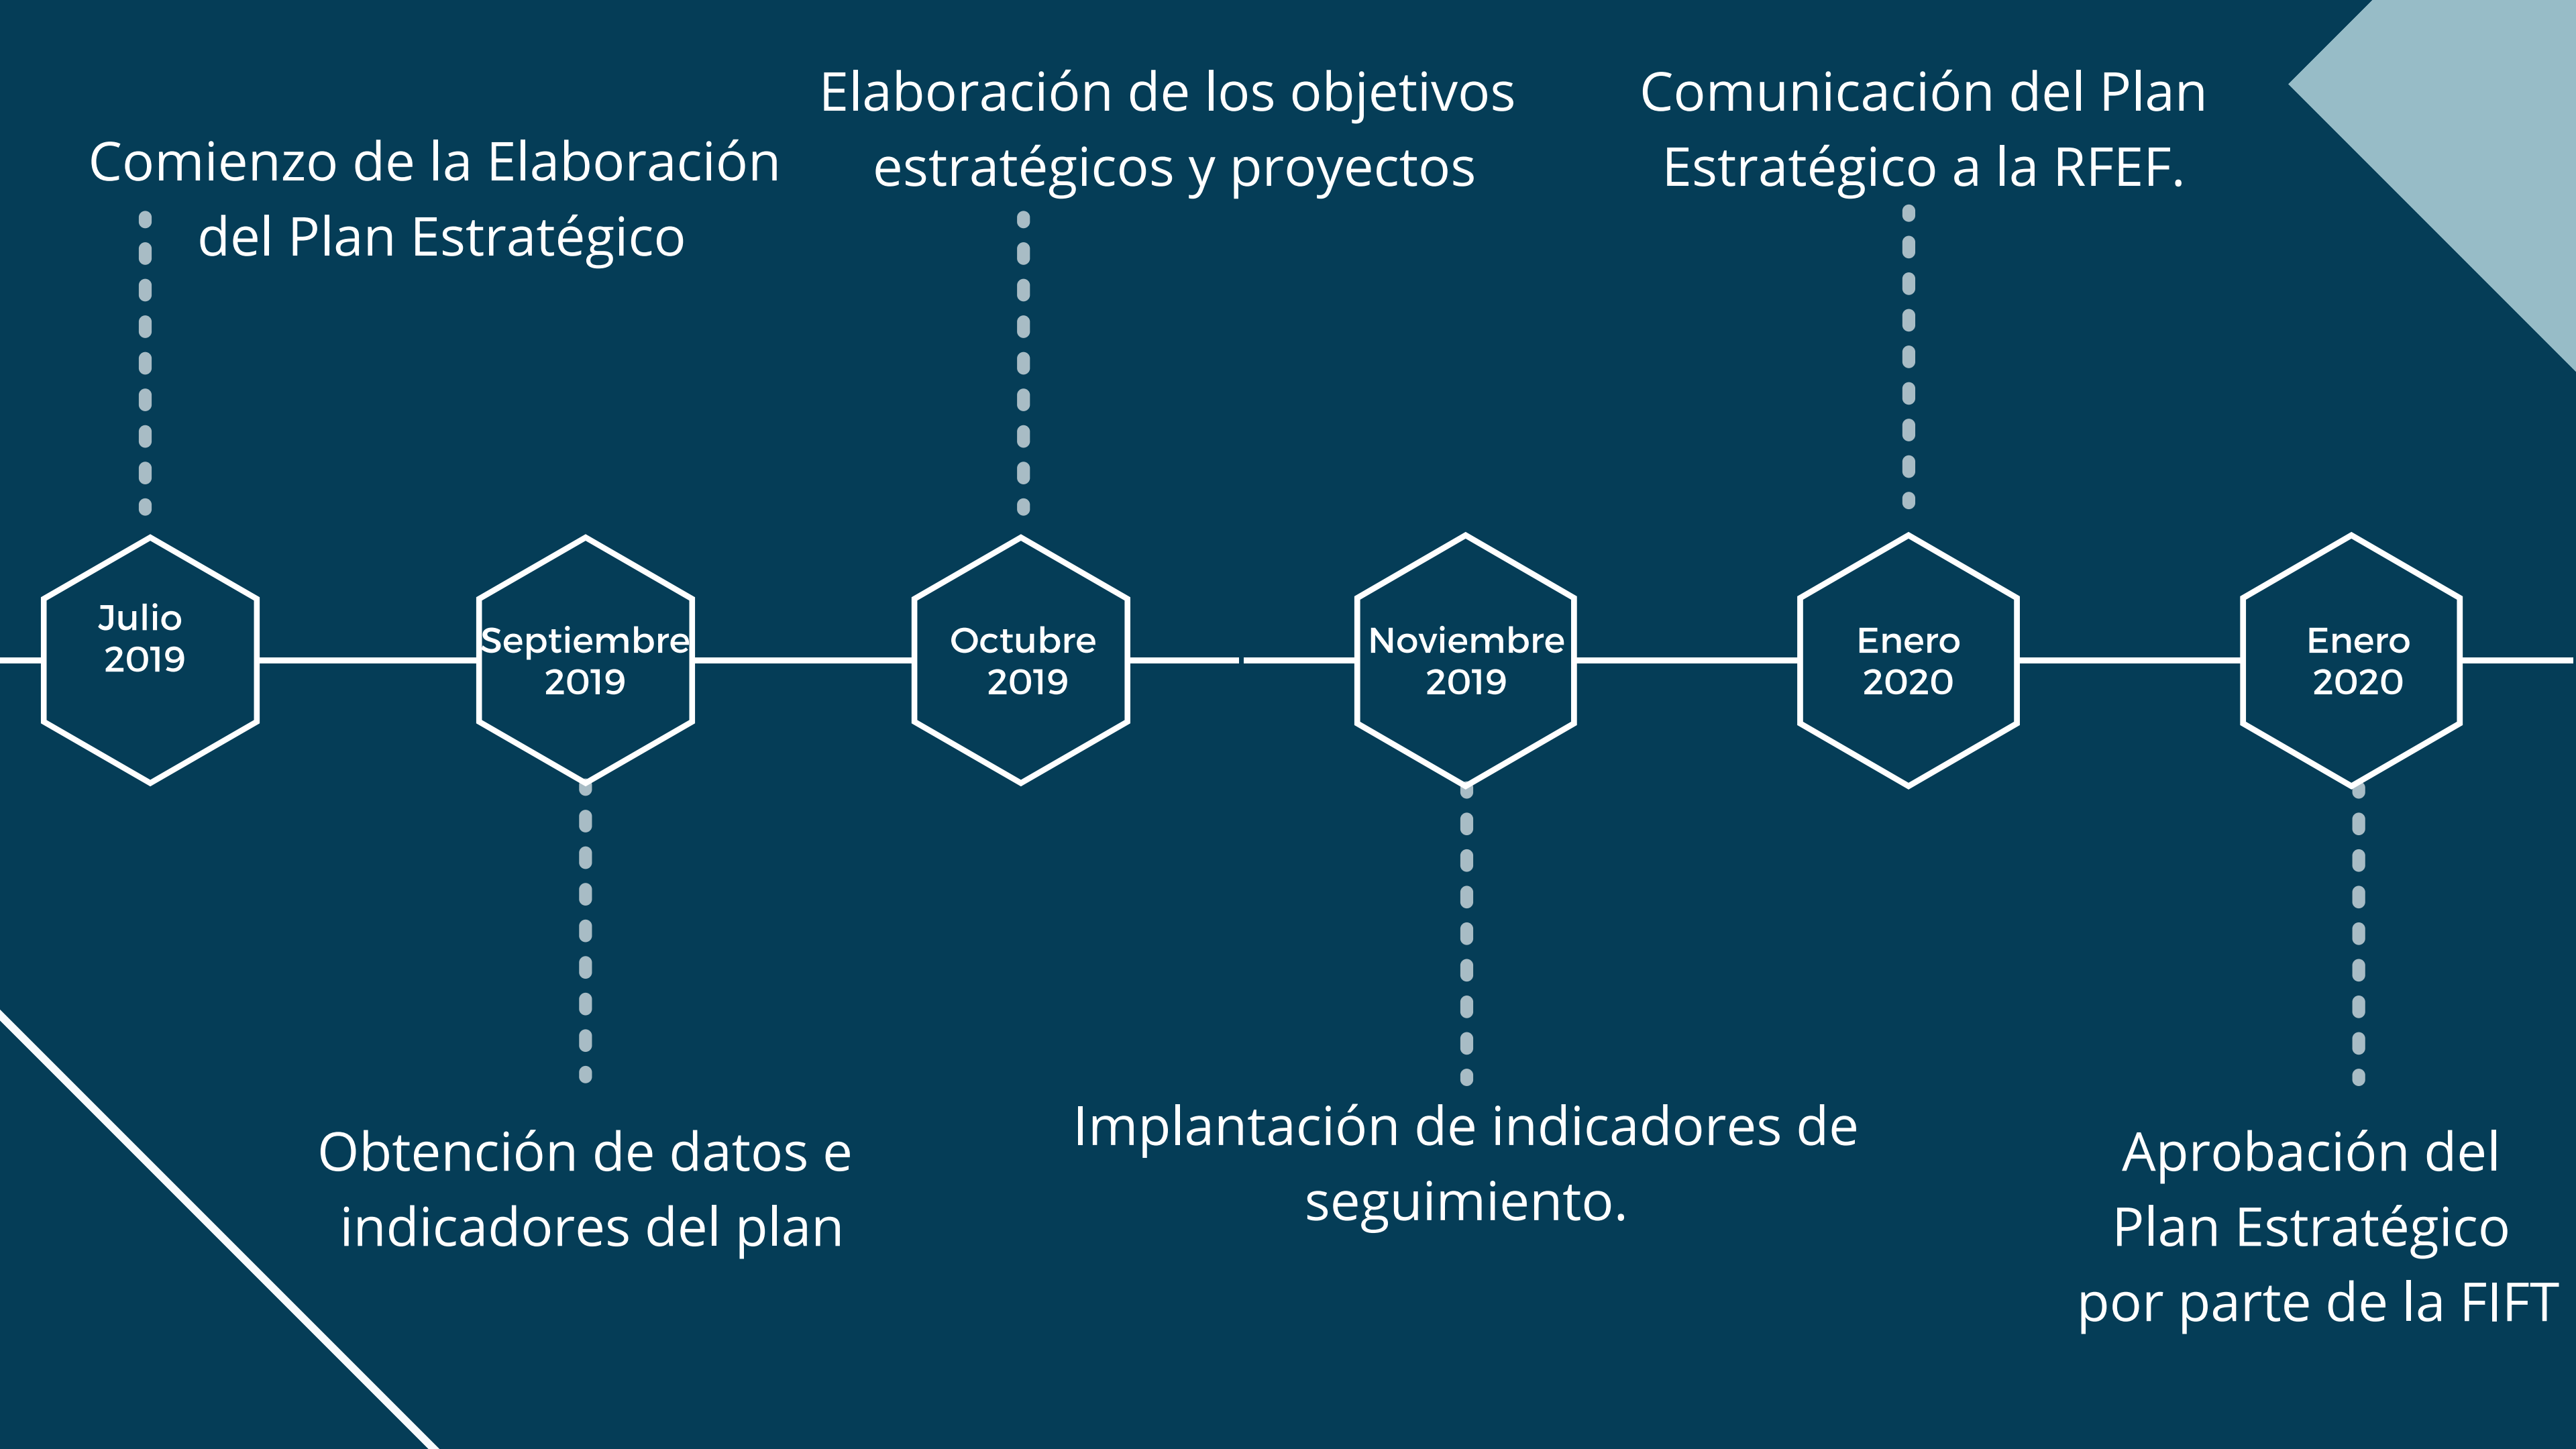 Comienzo de la Elaboración
del Plan Estratégico
Elaboración de los objetivos
estratégicos y proyectos
Comunicación del Plan
Estratégico a la RFEF.
Julio
2019
Septiembre
2019
Octubre
2019
Noviembre
2019
Enero
2020
Enero
2020
Obtención de datos e
indicadores del plan
Implantación de indicadores de
seguimiento.
Aprobación del
Plan Estratégico
por parte de la FIFT